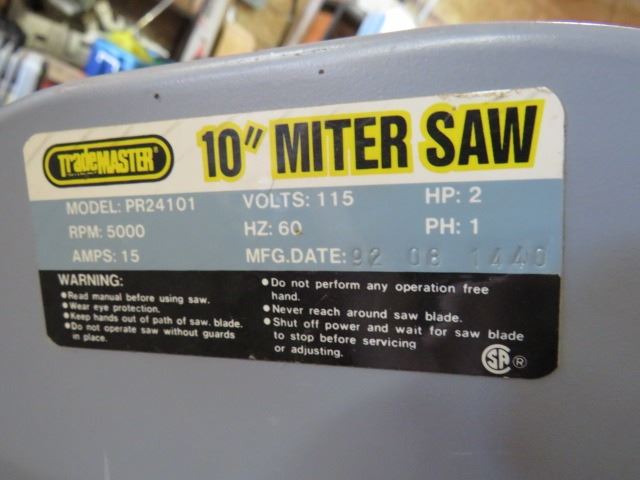 TradeMASTER® 10" MITER SAW
MODEL: PR24101 VOLTS: 115 HP: 2
RPM: 5000 HZ: 60 PH: 1
AMPS: 15 MFG.DATE: 92 08 1440
WARNING:
●Read manual before using saw.
●Wear eye protection.
●Keep hands out of path of saw. blade.
●Do not operate saw without guards
in place.
●Do not perform any operation free
hand.
●Never reach around saw blade.
●Shut off power and wait for saw blade
to stop before servicing
or adjusting.
SA ®